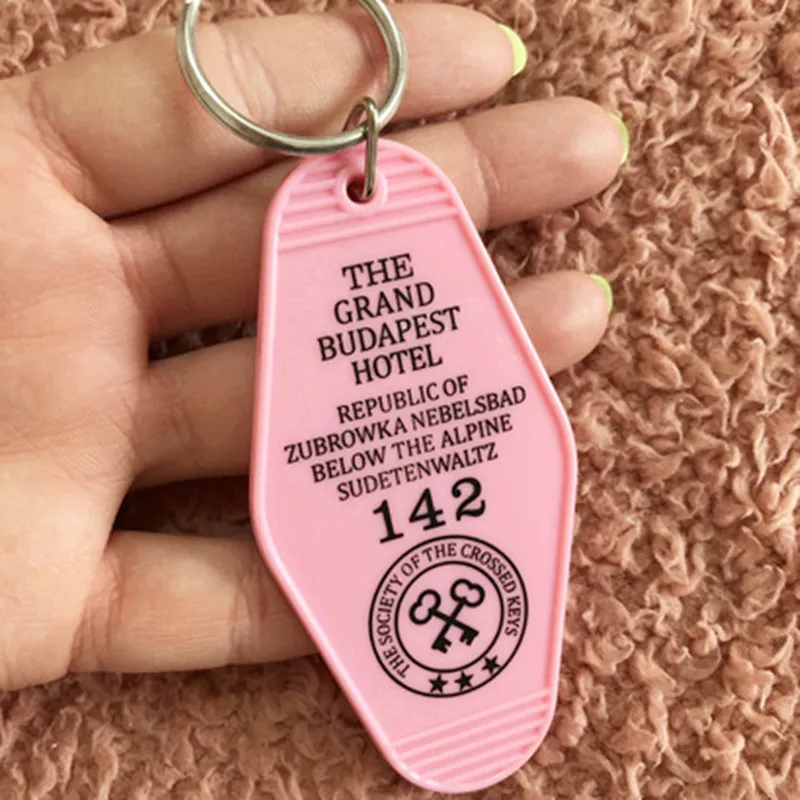 THE
GRAND
BUDAPEST
HOTEL
REPUBLIC OF
ZUBROWKA NEBELSBAD
BELOW THE ALPINE
SUDETENWALTZ
142
THE SOCIETY OF THE CROSSED KEYS